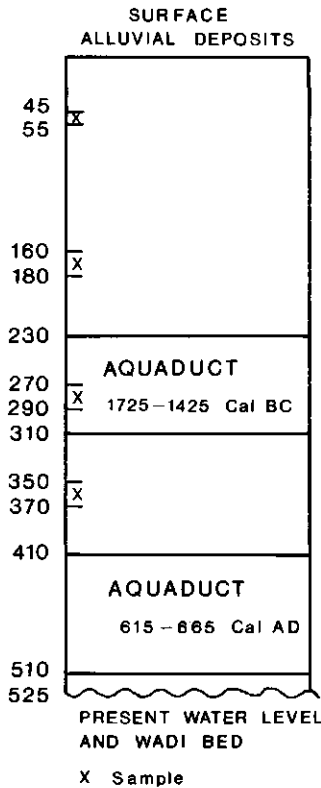 SURFACE
ALLUVIAL DEPOSITS
45
X
55
160
X
180
230
AQUADUCT
270
X
1725-1425 Cal BC
290
310
350
X
370
410
AQUADUCT
615-665 Cal AD
510
525
PRESENT WATER LEVEL
AND WADI BED
X Sample